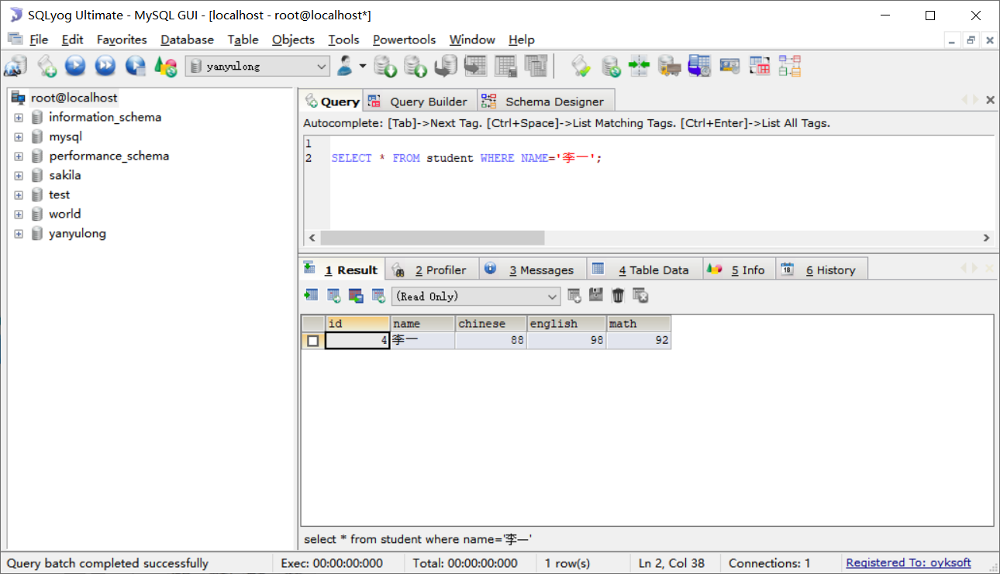 SQLyog Ultimate - MySQL GUI - [localhost - root@localhost*]
File Edit Favorites Database Table Objects Tools Powertools Window Help
yanyulong
root@localhost
information_schema
mysql
performance_schema
sakila
test
world
yanyulong
Query Query Builder Schema Designer
Autocomplete: [Tab]->Next Tag. [Ctrl+Space]->List Matching Tags. [Ctrl+Enter]->List All Tags.
1
2 SELECT * FROM student WHERE NAME='李一';
1 Result 2 Profiler 3 Messages 4 Table Data 5 Info 18 6 History
(Read Only)
id name chinese english math
4 李一 88 98 92
select * from student where name='李一'
Query batch completed successfully Exec: 00:00:00:000 Total: 00:00:00:000 1 row(s) Ln 2, Col 38 Connections: 1 Registered To: oyksoft